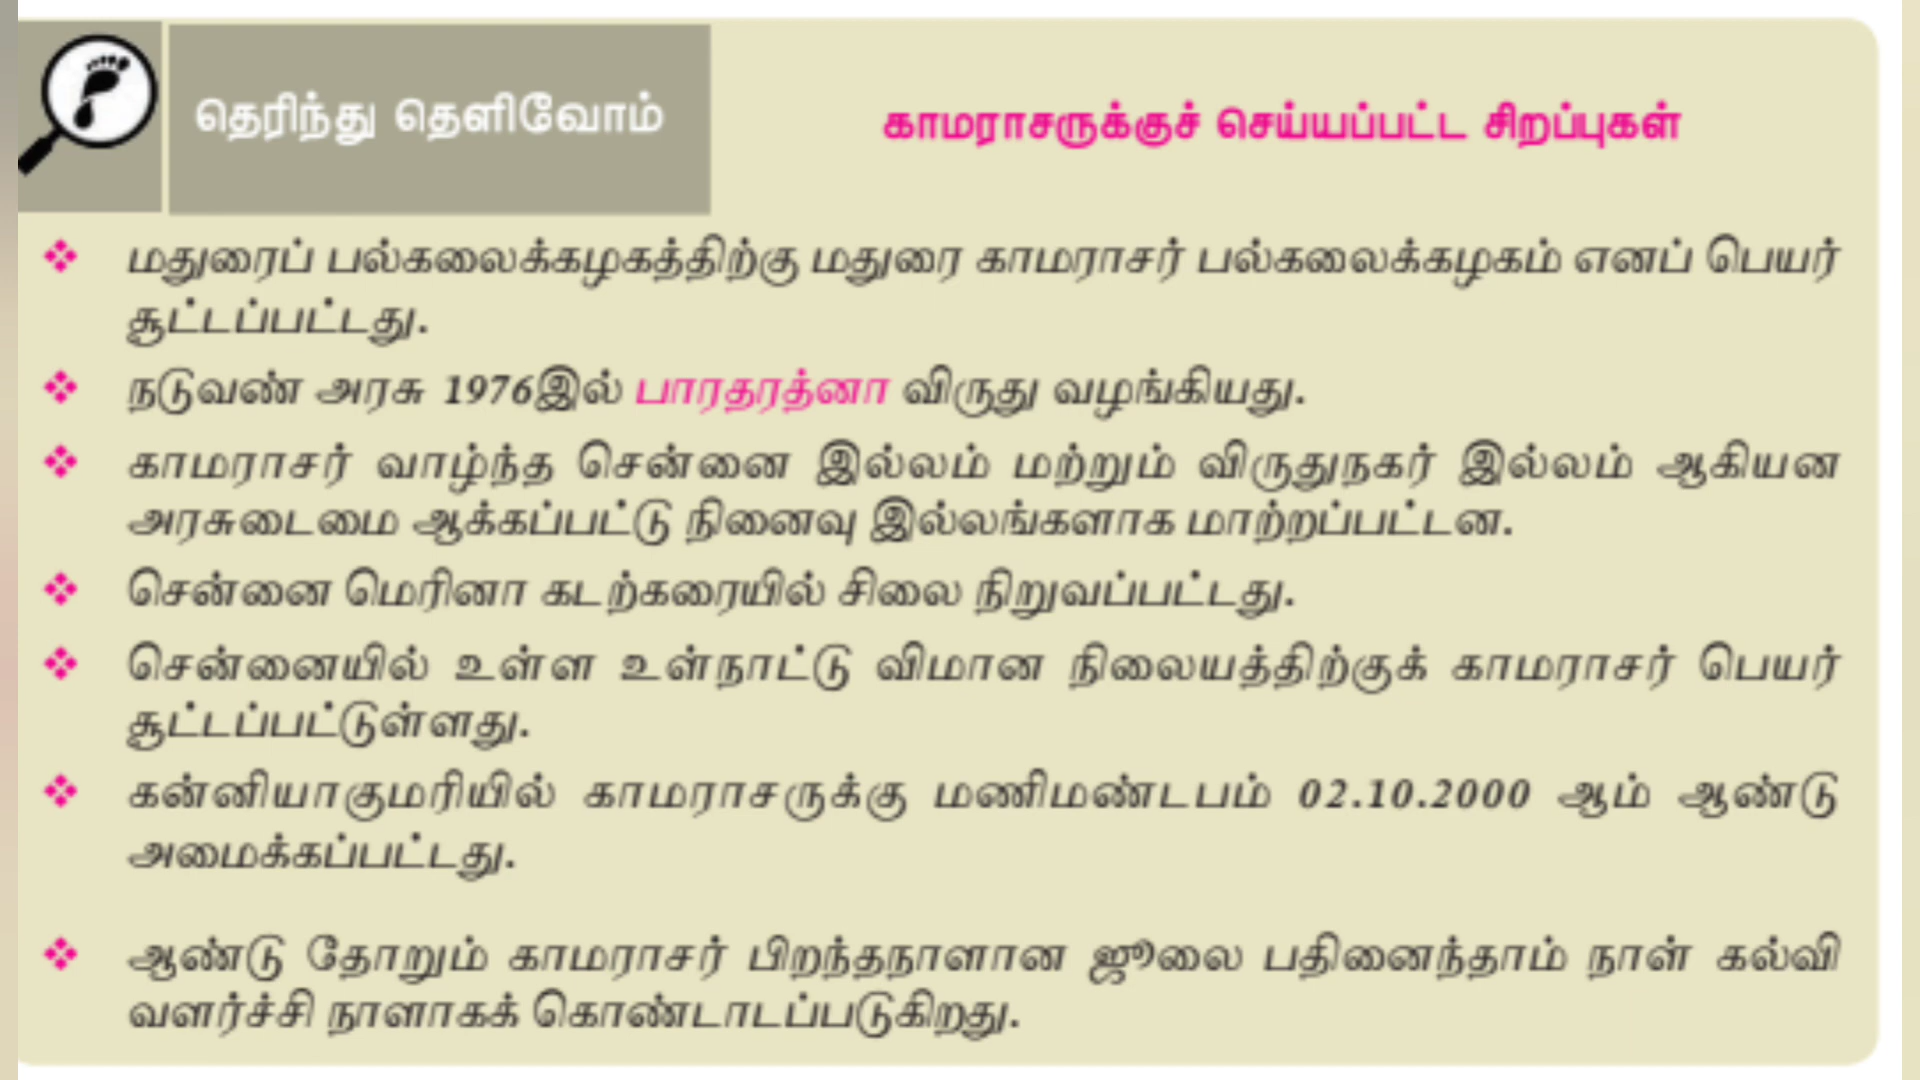 தெரிந்து தெளிவோம்
காமராசருக்குச் செய்யப்பட்ட சிறப்புகள்
❖ மதுரைப் பல்கலைக்கழகத்திற்கு மதுரை காமராசர் பல்கலைக்கழகம் எனப் பெயர்
சூட்டப்பட்டது.
❖ நடுவண் அரசு 1976இல் பாரதரத்னா விருது வழங்கியது.
❖ காமராசர் வாழ்ந்த சென்னை இல்லம் மற்றும் விருதுநகர் இல்லம் ஆகியன
அரசுடைமை ஆக்கப்பட்டு நினைவு இல்லங்களாக மாற்றப்பட்டன.
❖ சென்னை மெரினா கடற்கரையில் சிலை நிறுவப்பட்டது.
❖ சென்னையில் உள்ள உள்நாட்டு விமான நிலையத்திற்குக் காமராசர் பெயர்
சூட்டப்பட்டுள்ளது.
❖ கன்னியாகுமரியில் காமராசருக்கு மணிமண்டபம் 02.10.2000 ஆம் ஆண்டு
அமைக்கப்பட்டது.
❖ ஆண்டு தோறும் காமராசர் பிறந்தநாளான ஜூலை பதினைந்தாம் நாள் கல்வி
வளர்ச்சி நாளாகக் கொண்டாடப்படுகிறது.